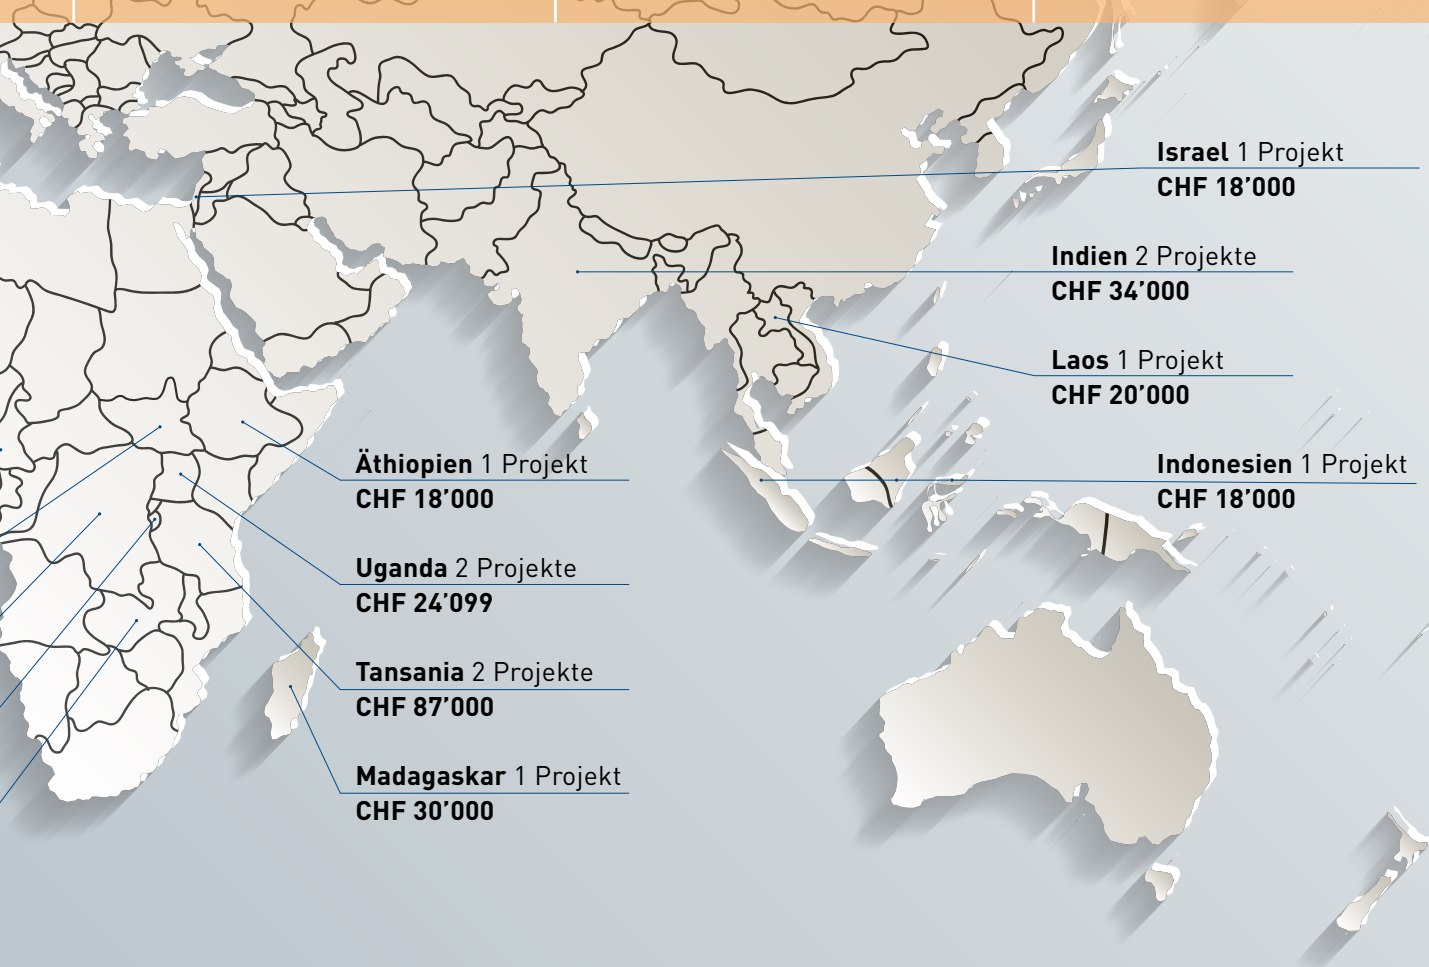 Israel 1 Projekt
CHF 18’000
Indien 2 Projekte
CHF 34’000
Laos 1 Projekt
CHF 20’000
Äthiopien 1 Projekt
CHF 18’000
Indonesien 1 Projekt
CHF 18’000
Uganda 2 Projekte
CHF 24’099
Tansania 2 Projekte
CHF 87’000
Madagaskar 1 Projekt
CHF 30’000